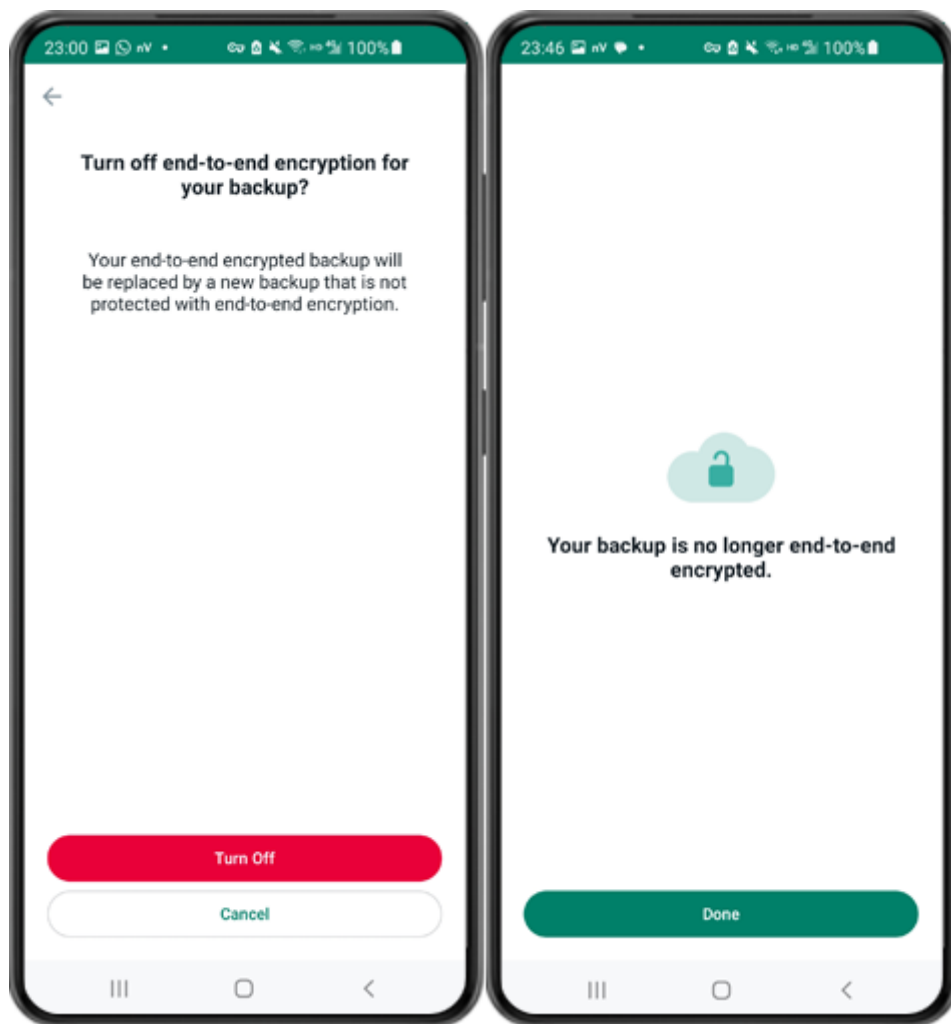 23:00 nV • 100%
Turn off end-to-end encryption for
your backup?
Your end-to-end encrypted backup will
be replaced by a new backup that is not
protected with end-to-end encryption.
Turn Off
Cancel
23:46 nV • 100%
Your backup is no longer end-to-end
encrypted.
Done